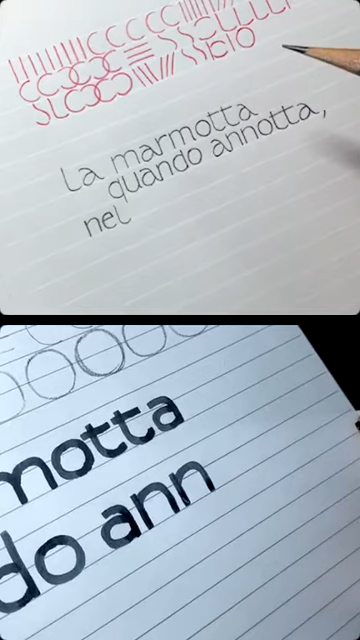 La marmotta
quando annotta,
nel
motta
do ann